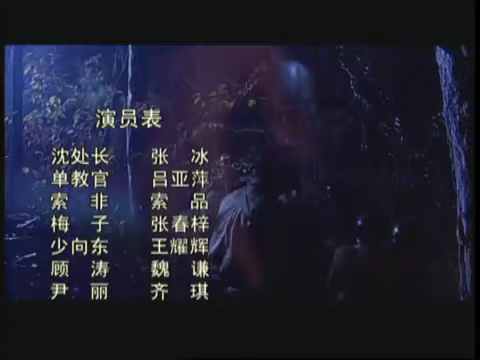 演员表
沈处长 张冰
单教官 吕亚萍
索非 索品
梅子 张春梓
少向东 王耀辉
顾涛 魏谦
尹丽 齐琪